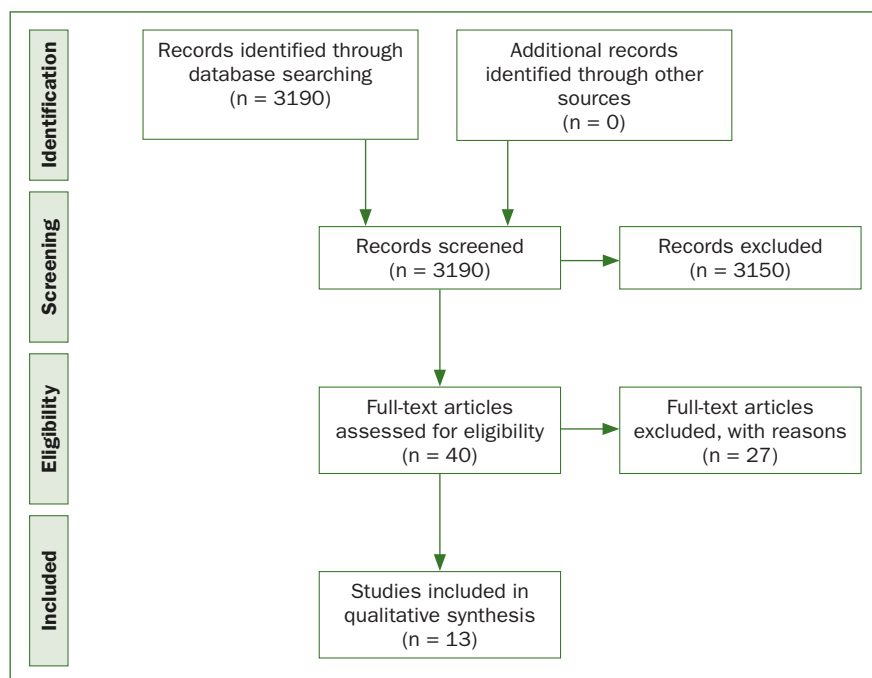 Identification
Records identified through
database searching
(n = 3190)
Additional records
identified through other
sources
(n = 0)
Screening
Records screened
(n = 3190)
Records excluded
(n = 3150)
Eligibility
Full-text articles
assessed for eligibility
(n = 40)
Full-text articles
excluded, with reasons
(n = 27)
Included
Studies included in
qualitative synthesis
(n = 13)